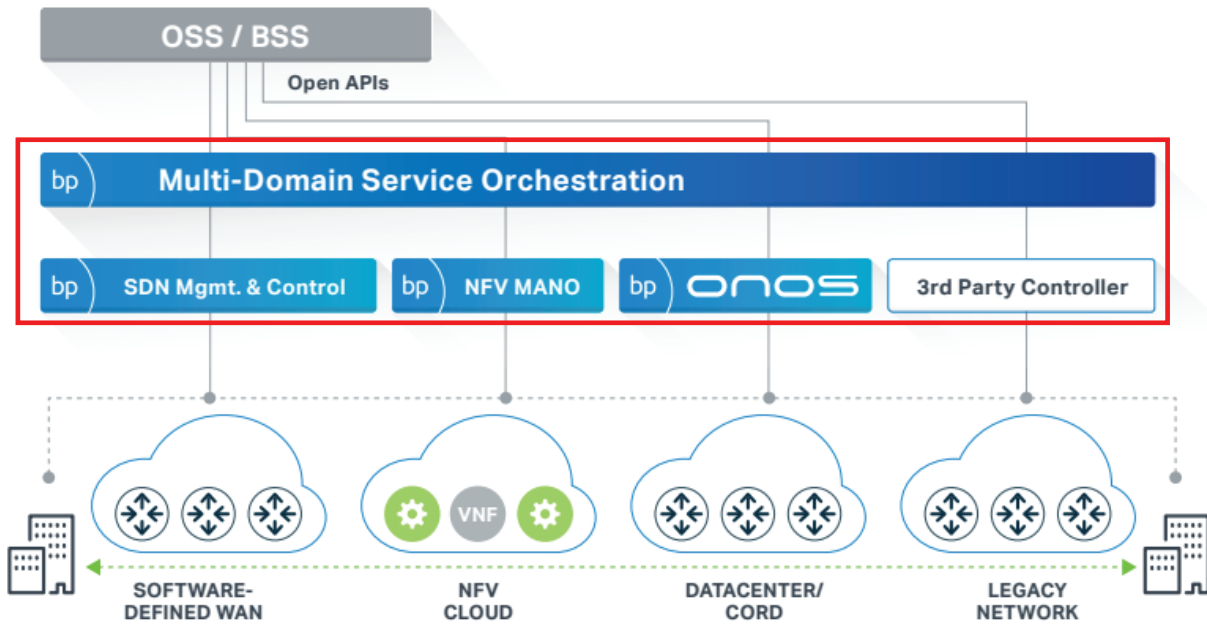 OSS / BSS
Open APIs
bp Multi-Domain Service Orchestration
bp SDN Mgmt. & Control
bp NFV MANO
bp onos
3rd Party Controller
VNF
SOFTWARE-
DEFINED WAN
NFV
CLOUD
DATACENTER/
CORD
LEGACY
NETWORK